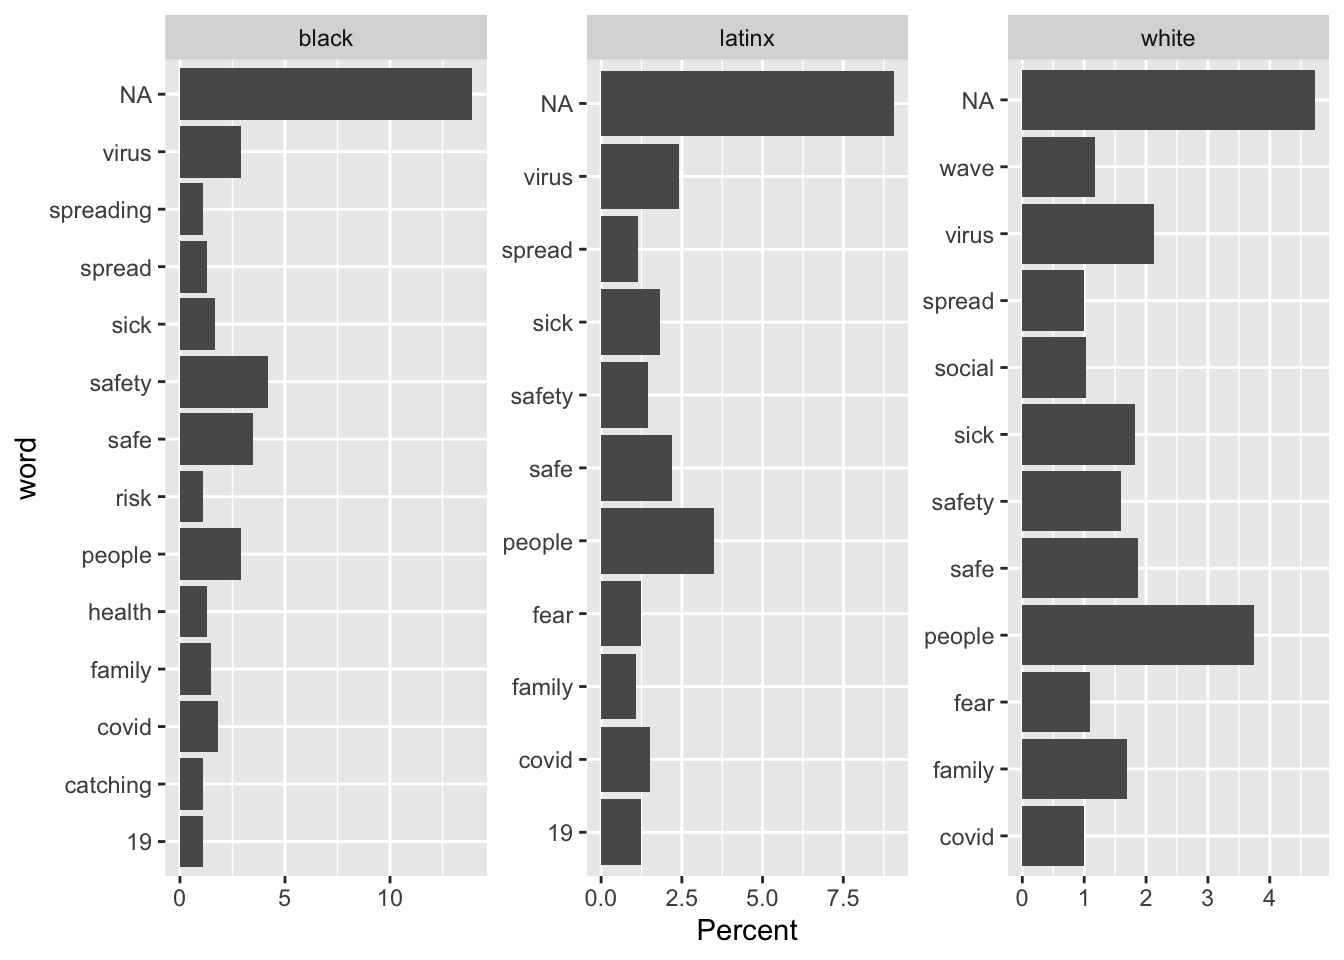 black
latinx
white
word
NA
virus
spreading
spread
sick
safety
safe
risk
people
health
family
covid
catching
19
0
5
10
NA
virus
spread
sick
safety
safe
people
fear
family
covid
19
0.0
2.5
5.0
7.5
NA
wave
virus
spread
social
sick
safety
safe
people
fear
family
covid
0
1
2
3
4
Percent